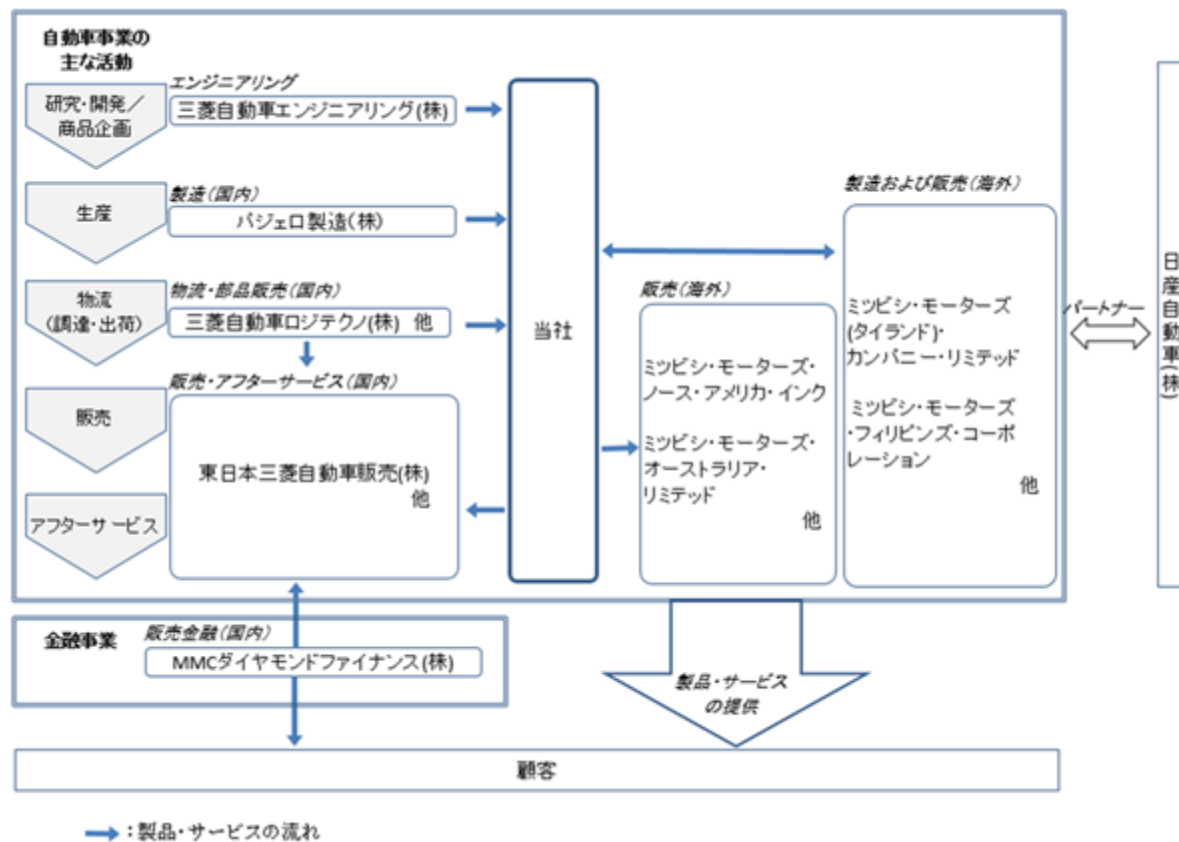 自動車事業の
主な活動
研究・開発／
商品企画
エンジニアリング
三菱自動車エンジニアリング(株)
生産
製造(国内)
パジェロ製造(株)
物流
(調達・出荷)
物流・部品販売(国内)
三菱自動車ロジテクノ(株) 他
販売
アフターサービス
販売・アフターサービス(国内)
東日本三菱自動車販売(株)
他
当社
販売(海外)
ミツビシ・モーターズ・
ノース・アメリカ・インク
ミツビシ・モーターズ・
オーストラリア・
リミテッド
他
製造および販売(海外)
ミツビシ・モーターズ
(タイランド)・
カンパニー・リミテッド
ミツビシ・モーターズ
・フィリピンズ・コーポ
レーション
他
パートナー
日産自動車(株)
金融事業
販売金融(国内)
MMCダイヤモンドファイナンス(株)
製品・サービス
の提供
顧客
：製品・サービスの流れ